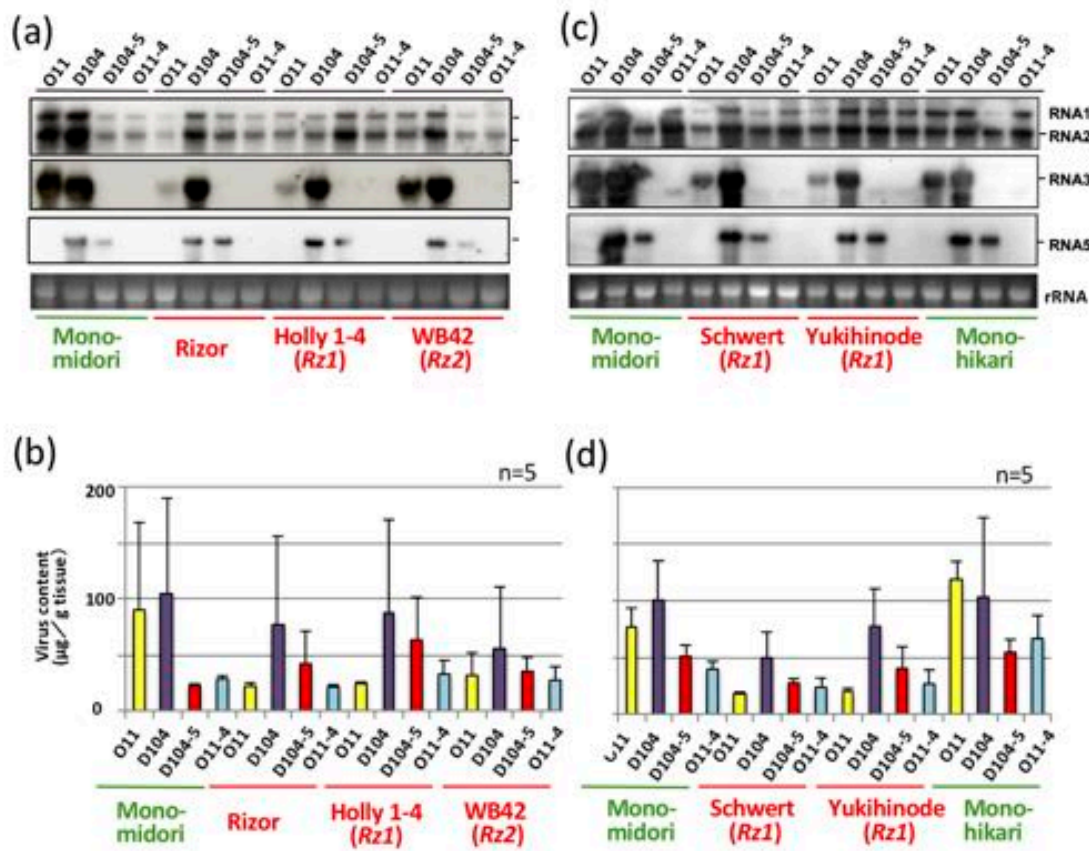 (a)
O11 D104 D104-5 O11-4 O11 D104 D104-5 O11-4 O11 D104 D104-5 O11-4 O11 D104 D104-5 O11-4
Mono-
midori
Rizor
Holly 1-4
(Rz1)
WB42
(Rz2)
(c)
O11 D104 D104-5 O11-4 O11 D104 D104-5 O11-4 O11 D104 D104-5 O11-4 O11 D104 D104-5 O11-4
RNA1
RNA2
RNA3
RNA5
rRNA
Mono-
midori
Schwert
(Rz1)
Yukihinode
(Rz1)
Mono-
hikari
(b)
n=5
200
100
0
Virus content
(μg/g tissue)
O11 D104 D104-5 O11-4 O11 D104 D104-5 O11-4 O11 D104 D104-5 O11-4 O11 D104 D104-5 O11-4
Mono-
midori
Rizor
Holly 1-4
(Rz1)
WB42
(Rz2)
(d)
n=5
O11 D104 D104-5 O11-4 O11 D104 D104-5 O11-4 O11 D104 D104-5 O11-4 O11 D104 D104-5 O11-4
Mono-
midori
Schwert
(Rz1)
Yukihinode
(Rz1)
Mono-
hikari